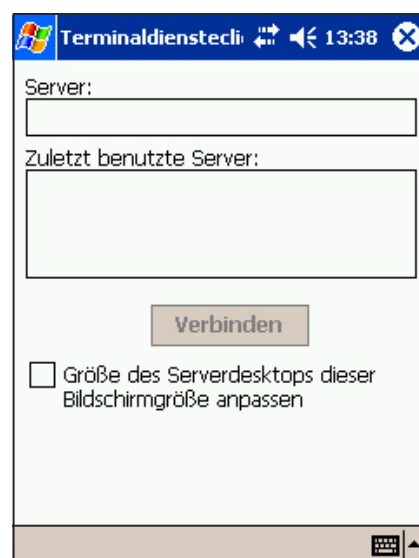 Terminaldienstecli 13:38
Server:
Zuletzt benutzte Server:
Verbinden
Größe des Serverdesktops dieser
Bildschirmgröße anpassen